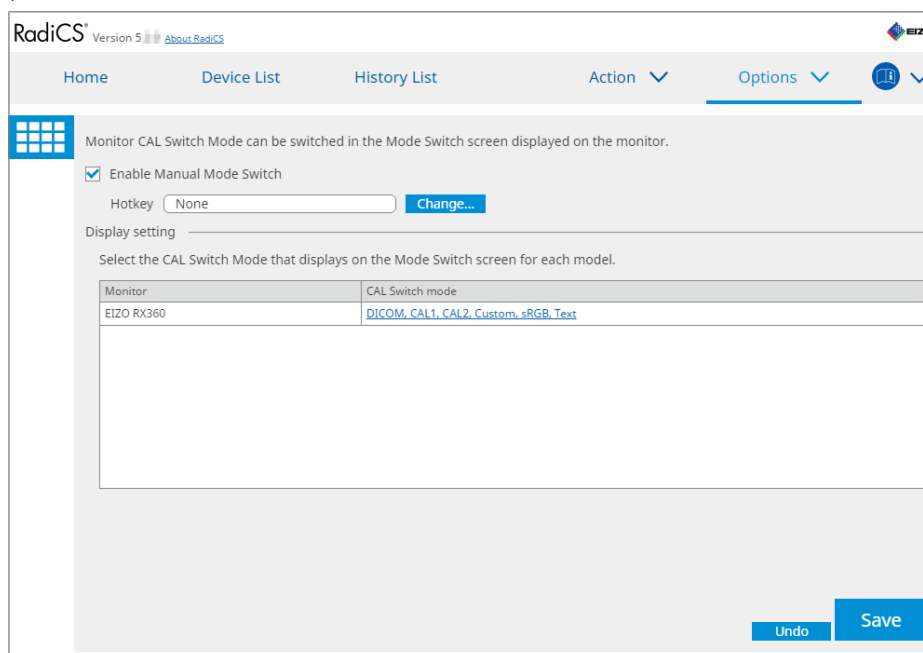 RadiCS® Version 5. About RadiCS
EIZ
Home Device List History List Action Options
Monitor CAL Switch Mode can be switched in the Mode Switch screen displayed on the monitor.
Enable Manual Mode Switch
Hotkey None Change...
Display setting
Select the CAL Switch Mode that displays on the Mode Switch screen for each model.
Monitor CAL Switch mode
EIZO RX360 DICOM, CAL1, CAL2, Custom, sRGB, Text
Save
Undo